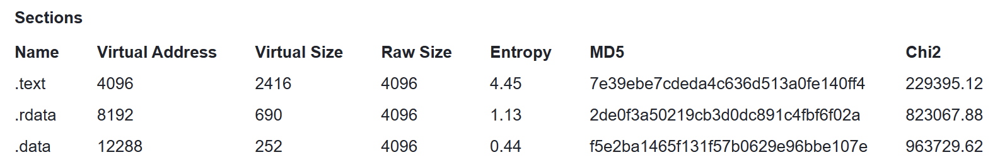 Sections
Name Virtual Address Virtual Size Raw Size Entropy MD5 Chi2
.text 4096 2416 4096 4.45 7e39ebe7cdeda4c636d513a0fe140ff4 229395.12
.rdata 8192 690 4096 1.13 2de0f3a50219cb3d0dc891c4fbf6f02a 823067.88
.data 12288 252 4096 0.44 f5e2ba1465f131f57b0629e96bbe107e 963729.62